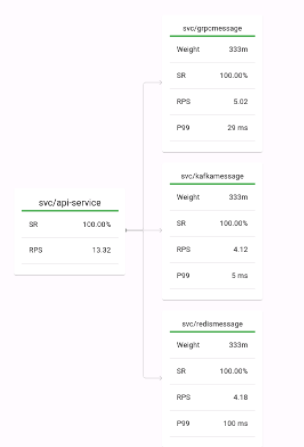 svc/grpcmessage
Weight 333m
SR 100.00%
RPS 5.02
P99 29 ms
svc/kafkamessage
Weight 333m
SR 100.00%
RPS 4.12
P99 5 ms
svc/api-service
SR 100.00%
RPS 13.32
svc/redismessage
Weight 333m
SR 100.00%
RPS 4.18
P99 100 ms